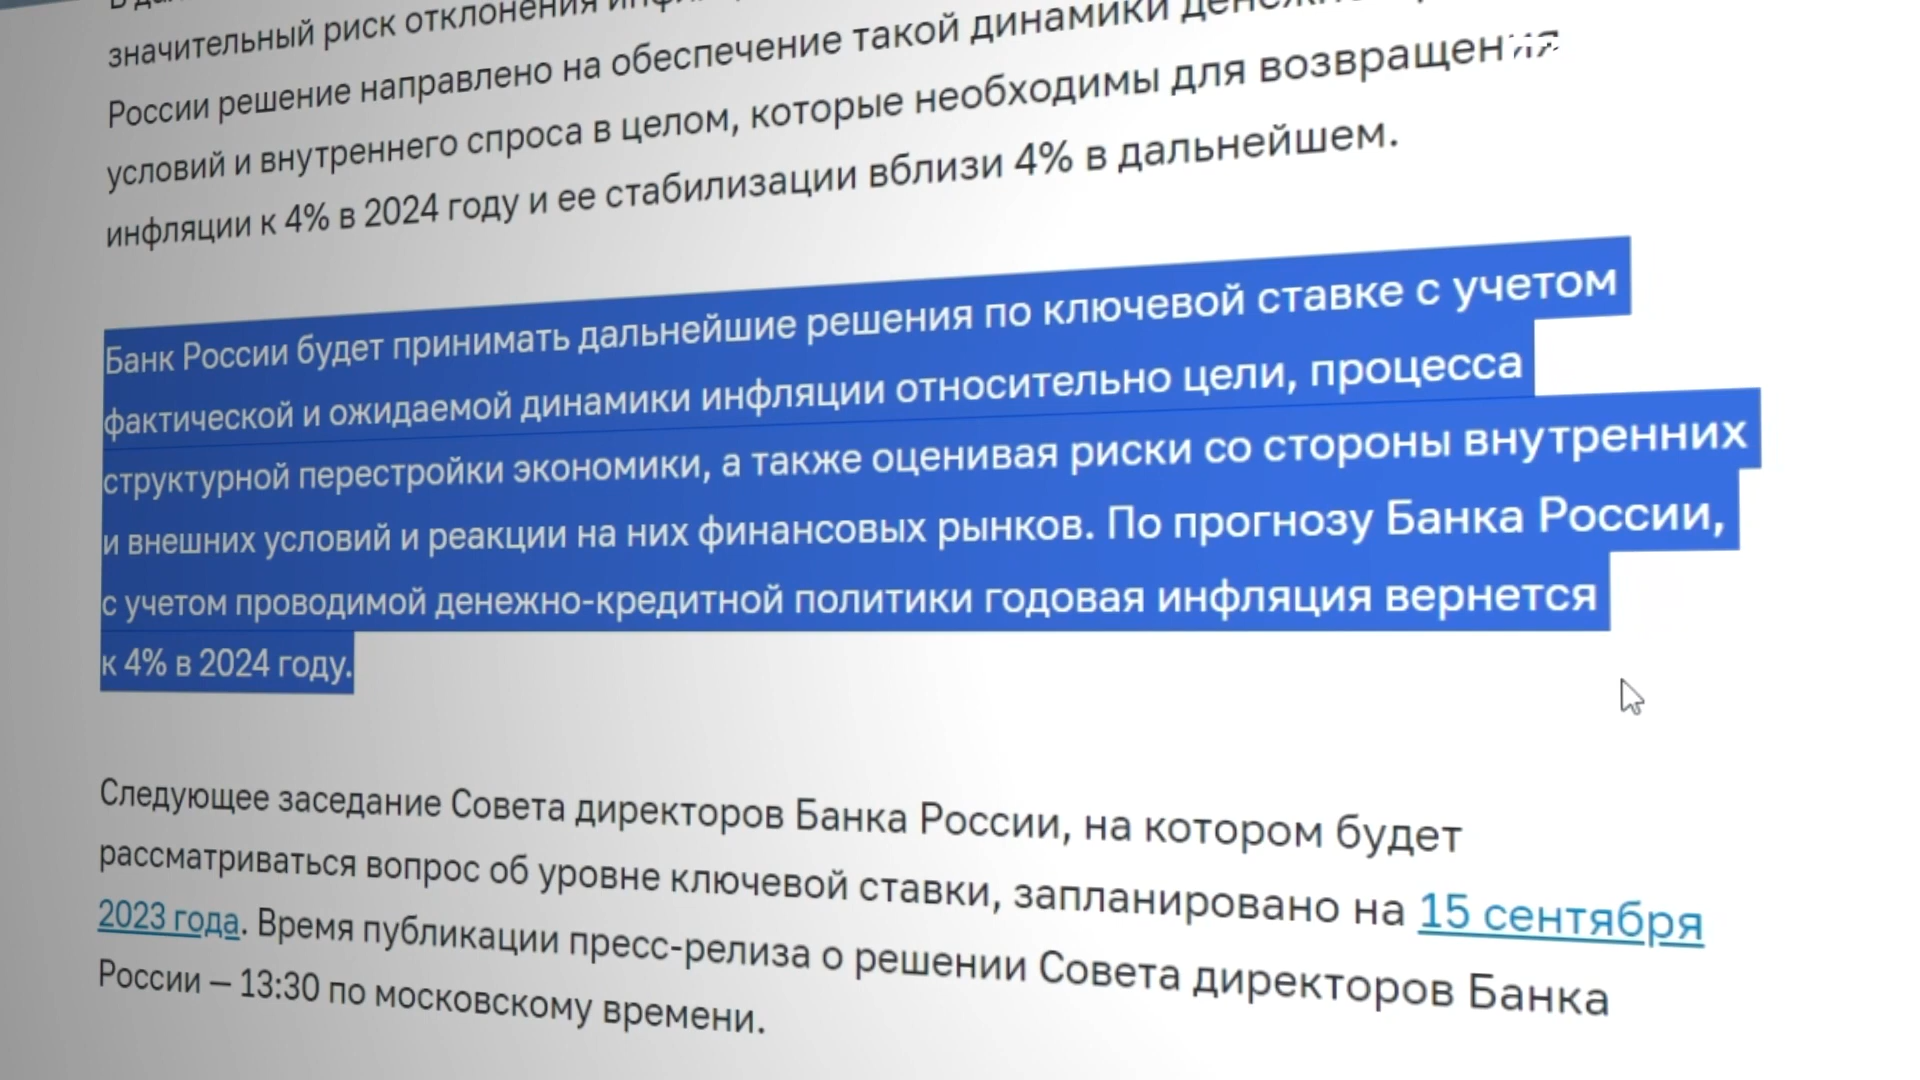 значительный риск отклонения
России решение направлено на обеспечение такой динамики
условий и внутреннего спроса в целом, которые необходимы для возвращения
инфляции к 4% в 2024 году и ее стабилизации вблизи 4% в дальнейшем.
Банк России будет принимать дальнейшие решения по ключевой ставке с учетом
фактической и ожидаемой динамики инфляции относительно цели, процесса
структурной перестройки экономики, а также оценивая риски со стороны внутренних
и внешних условий и реакции на них финансовых рынков. По прогнозу Банка России,
с учетом проводимой денежно-кредитной политики годовая инфляция вернется
к 4% в 2024 году.
Следующее заседание Совета директоров Банка России, на котором будет
рассматриваться вопрос об уровне ключевой ставки, запланировано на 15 сентября
2023 года. Время публикации пресс-релиза о решении Совета директоров Банка
России – 13:30 по московскому времени.